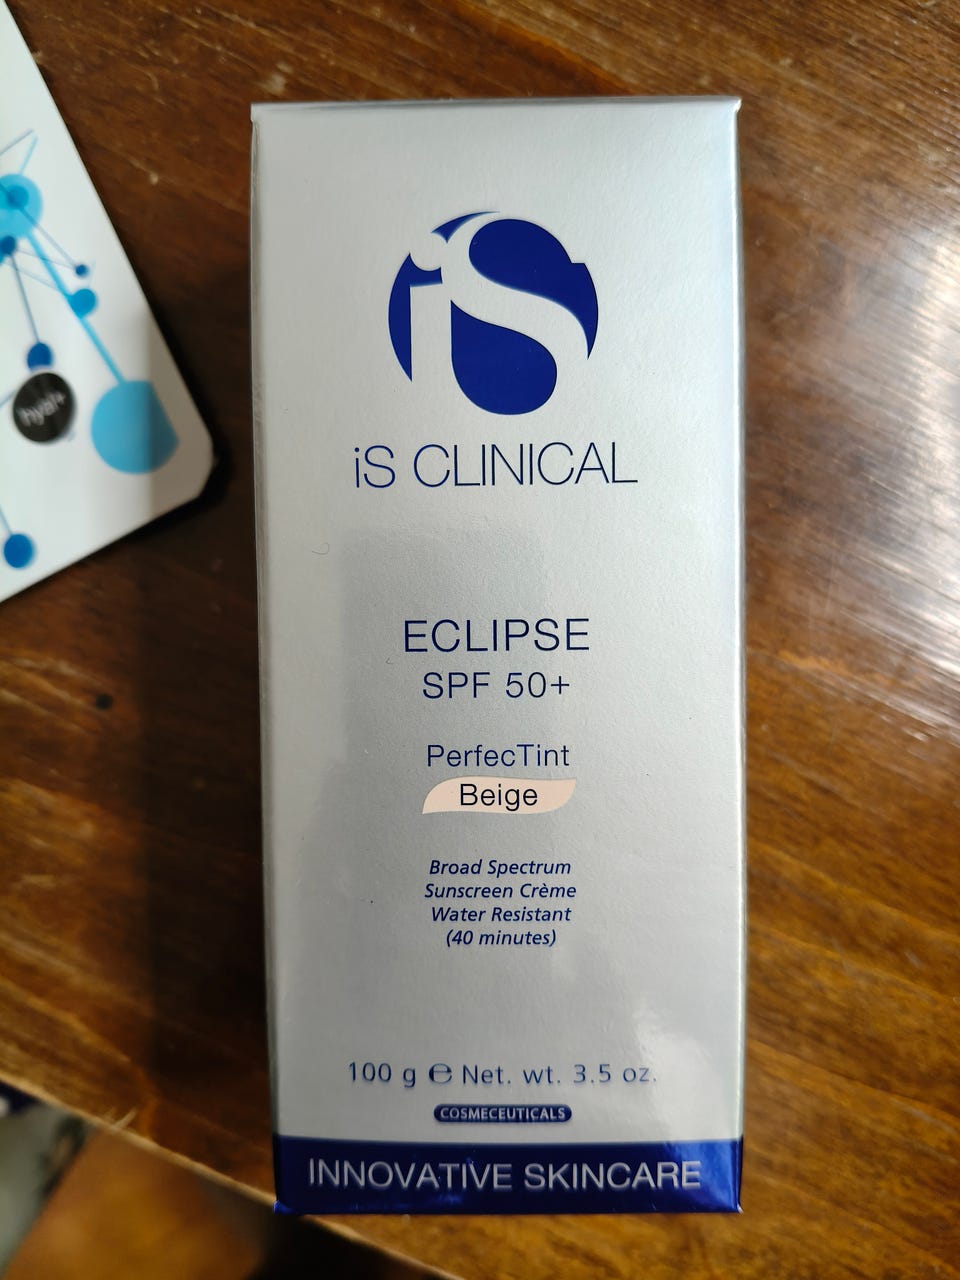 iS
iS CLINICAL
ECLIPSE
SPF 50+
PerfecTint
Beige
Broad Spectrum
Sunscreen Crème
Water Resistant
(40 minutes)
100 g ℮ Net. wt. 3.5 oz.
COSMECEUTICALS
INNOVATIVE SKINCARE
hyal+